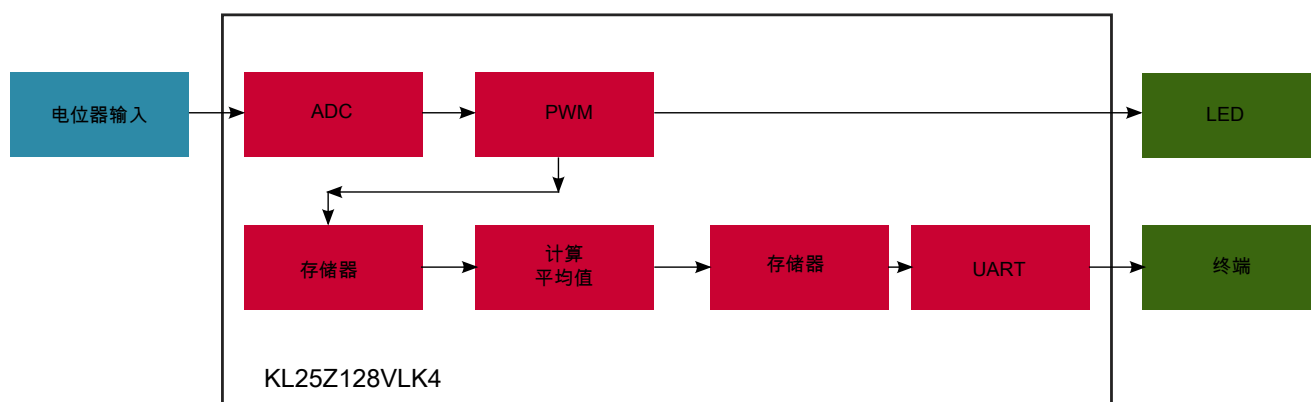 电位器输入
ADC
PWM
LED
存储器
计算
平均值
存储器
UART
终端
KL25Z128VLK4